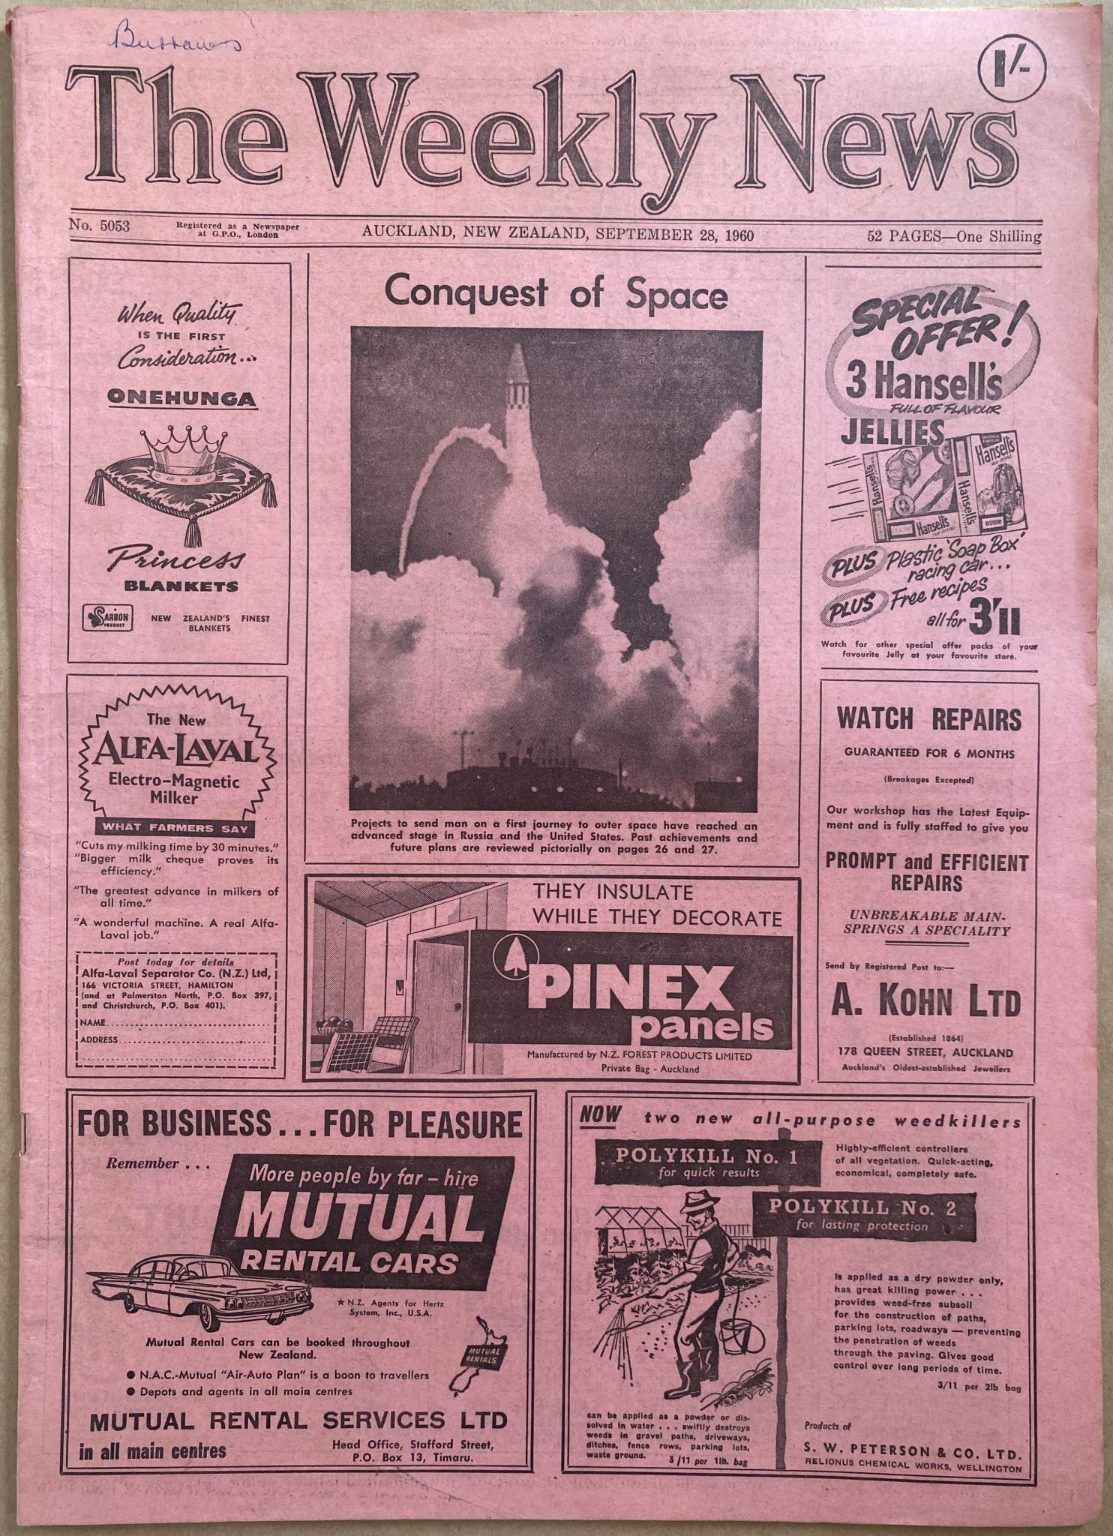 Burrows
1/-
The Weekly News
No. 5053
Registered as a Newspaper
at G.P.O., London
AUCKLAND, NEW ZEALAND, SEPTEMBER 28, 1960
52 PAGES—One Shilling
When Quality
IS THE FIRST
Consideration...
ONEHUNGA
Princess
BLANKETS
SARBON
PRODUCT
NEW ZEALAND'S FINEST
BLANKETS
Conquest of Space
Projects to send man on a first journey to outer space have reached an
advanced stage in Russia and the United States. Past achievements and
future plans are reviewed pictorially on pages 26 and 27.
SPECIAL
OFFER!
3 Hansell's
FULL OF FLAVOUR
JELLIES
Hansell's
Hansell's
Hansell's
Hansell's
PLUS Plastic 'Soap Box'
racing car...
PLUS Free recipes
all for 3'11
Watch for other special offer packs of your
favourite Jelly at your favourite store.
The New
ALFA-LAVAL
Electro-Magnetic
Milker
WHAT FARMERS SAY
"Cuts my milking time by 30 minutes."
"Bigger milk cheque proves its
efficiency."
"The greatest advance in milkers of
all time."
"A wonderful machine. A real Alfa-
Laval job."
Post today for details
Alfa-Laval Separator Co. (N.Z.) Ltd,
166 VICTORIA STREET, HAMILTON
(and at Palmerston North, P.O. Box 397,
and Christchurch, P.O. Box 401).
NAME
ADDRESS
THEY INSULATE
WHILE THEY DECORATE
PINEX
panels
Manufactured by N.Z. FOREST PRODUCTS LIMITED
Private Bag - Auckland
WATCH REPAIRS
GUARANTEED FOR 6 MONTHS
(Breakages Excepted)
Our workshop has the Latest Equip-
ment and is fully staffed to give you
PROMPT and EFFICIENT
REPAIRS
UNBREAKABLE MAIN-
SPRINGS A SPECIALITY
Send by Registered Post to:—
A. KOHN LTD
(Established 1864)
178 QUEEN STREET, AUCKLAND
Auckland's Oldest-established Jewellers
FOR BUSINESS...FOR PLEASURE
Remember ...
More people by far – hire
MUTUAL
RENTAL CARS
★ N.Z. Agents for Hertz
System, Inc., U.S.A.
MUTUAL
RENTALS
Mutual Rental Cars can be booked throughout
New Zealand.
● N.A.C.-Mutual "Air-Auto Plan" is a boon to travellers
● Depots and agents in all main centres
MUTUAL RENTAL SERVICES LTD
in all main centres
Head Office, Stafford Street,
P.O. Box 13, Timaru.
NOW two new all-purpose weedkillers
POLYKILL No. 1
for quick results
Highly-efficient controllers
of all vegetation. Quick-acting,
economical, completely safe.
POLYKILL No. 2
for lasting protection
is applied as a dry powder only,
has great killing power . . .
provides weed-free subsoil
for the construction of paths,
parking lots, roadways — preventing
the penetration of weeds
through the paving. Gives good
control over long periods of time.
3/11 per 2lb bag
can be applied as a powder or dis-
solved in water . . . swiftly destroys
weeds in gravel paths, driveways,
ditches, fence rows, parking lots,
waste ground. 5/11 per 1lb. bag
Products of
S. W. PETERSON & CO. LTD.
RELIONUS CHEMICAL WORKS, WELLINGTON